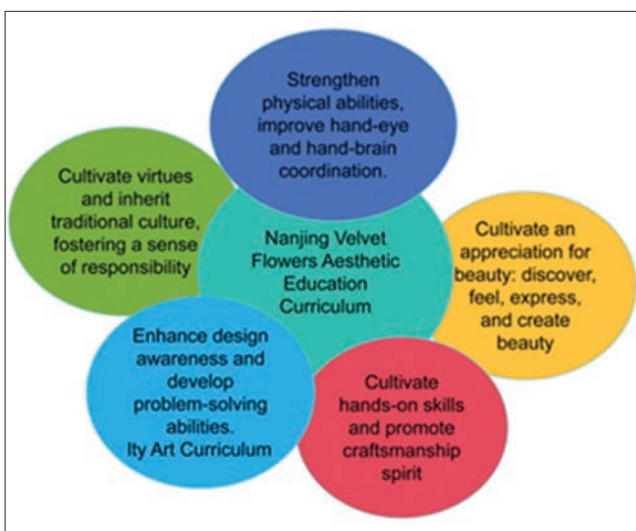 Strengthen
physical abilities,
improve hand-eye
and hand-brain
coordination.
Cultivate virtues
and inherit
traditional culture,
fostering a sense
of responsibility
Nanjing Velvet
Flowers Aesthetic
Education
Curriculum
Cultivate an
appreciation for
beauty: discover,
feel, express,
and create
beauty
Enhance design
awareness and
develop
problem-solving
abilities.
Ity Art Curriculum
Cultivate
hands-on skills
and promote
craftsmanship
spirit